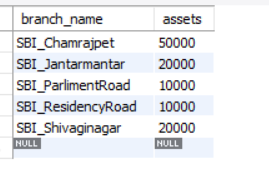 branch_name assets
SBI_Chamrajpet 50000
SBI_Jantarmantar 20000
SBI_ParlimentRoad 10000
SBI_ResidencyRoad 10000
SBI_Shivaginagar 20000
NULL NULL